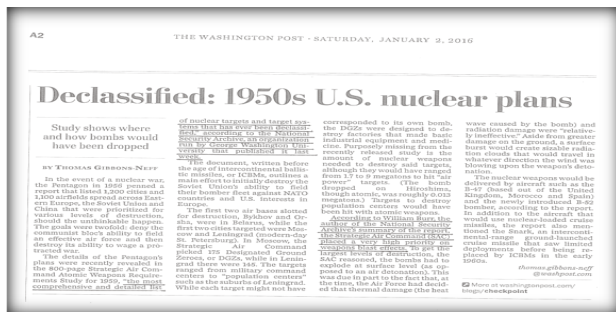 A2
THE WASHINGTON POST · SATURDAY, JANUARY 2, 2016
Declassified: 1950s U.S. nuclear plans
Study shows where
and how bombs would
have been dropped
BY THOMAS GIBBONS-NEFF
In the event of a nuclear war,
the Pentagon in 1956 penned a
report that listed 1,200 cities and
1,100 airfields spread across East-
ern Europe, the Soviet Union and
China that were prioritized for
various levels of destruction,
should the unthinkable happen.
The goals were twofold: deny the
communist bloc's ability to field
an effective air force and then
destroy its ability to wage a pro-
tracted war.
The details of the Pentagon's
plans were recently revealed in
the 800-page Strategic Air Com-
mand Atomic Weapons Require-
ments Study for 1959, "the most
comprehensive and detailed list
of nuclear targets and target sys-
tems that has ever been declassi-
fied, according to the National
Security Archive, an organization
run by George Washington Uni-
versity that published it last
week.
The document, written before
the age of intercontinental ballis-
tic missiles, or ICBMs, outlines a
major effort to initially destroy the
Soviet Union's ability to field
their bomber fleet against NATO
countries and U.S. interests in
Europe.
The first two air bases slotted
for destruction, Bykhov and Or-
sha, were in Belarus, while the
first two cities targeted were Mos-
cow and Leningrad (modern-day
St. Petersburg). In Moscow, the
Strategic Air Command
picked 175 Designated Ground
Zeros, or DGZs, while in Lenin-
grad there were 145. The targets
ranged from military command
centers to "population centers"
such as the suburbs of Leningrad.
While each target might not have
corresponded to its own bomb,
the DGZs were designed to de-
stroy factories that made basic
industrial equipment and medi-
cine. Purposely missing from the
recently released study is the
amount of nuclear weapons
needed to destroy said targets,
although they would have ranged
from 1.7 to 9 megatons to hit "air
power" targets. (The bomb
dropped on Hiroshima,
though atomic, was roughly 0.013
megatons.) Targets to destroy
population centers would have
been hit with atomic weapons.
According to William Burr, the
author of the National Security
Archive's summary of the report,
the Strategic Air Command, SAC,
placed a very high priority on
weapon blast effects. To get the
largest levels of destruction, the
SAC reasoned, the bombs had to
explode at surface level (as op-
posed to an air detonation). This
was due in part to the fact that, at
the time, the Air Force had decid-
ed that thermal damage (the heat
wave caused by the bomb) and
radiation damage were "relative-
ly ineffective." Aside from greater
damage on the ground, a surface
burst would create sizable radia-
tion clouds that would travel in
whatever direction the wind was
blowing upon the weapon's deto-
nation.
The nuclear weapons would be
delivered by aircraft such as the
B-47 (based out of the United
Kingdom, Morocco and Spain)
and the newly introduced B-52
bomber, according to the report.
In addition to the aircraft that
would use nuclear-loaded cruise
missiles, the report also men-
tioned the Snark, an interconti-
nental-range ground-launched
cruise missile that saw limited
deployments before being re-
placed by ICBMs in the early
1960s.
thomas.gibbons-neff
@washpost.com
More at washingtonpost.com/
blogs/checkpoint